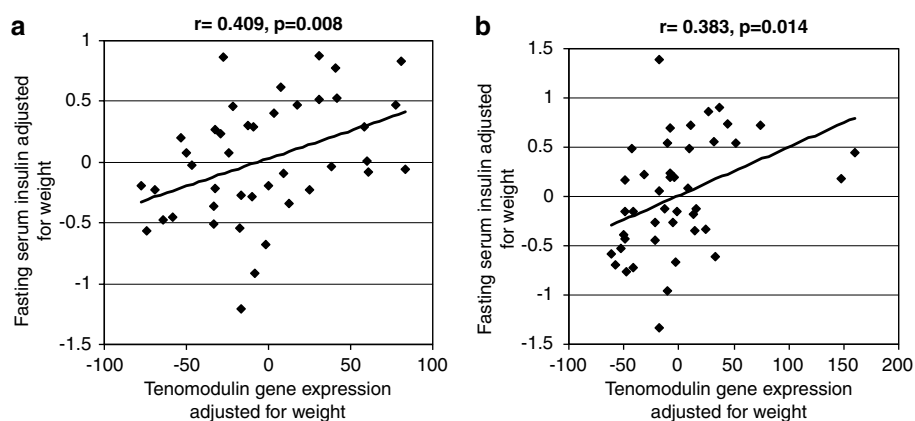 a
r= 0.409, p=0.008
1
0.5
0
-0.5
-1
-1.5
-100
-50
0
50
100
Fasting serum insulin adjusted
for weight
Tenomodulin gene expression
adjusted for weight
b
r= 0.383, p=0.014
1.5
1
0.5
0
-0.5
-1
-1.5
-100
-50
0
50
100
150
200
Fasting serum insulin adjusted
for weight
Tenomodulin gene expression
adjusted for weight